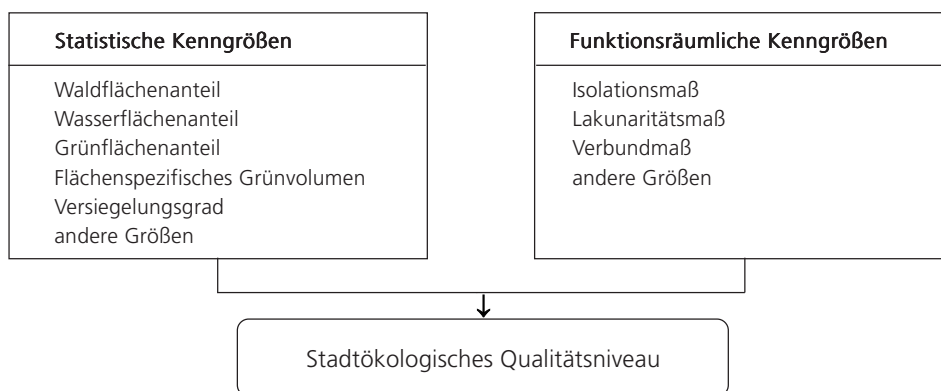 Statistische Kenngrößen
Waldflächenanteil
Wasserflächenanteil
Grünflächenanteil
Flächenspezifisches Grünvolumen
Versiegelungsgrad
andere Größen
Funktionsräumliche Kenngrößen
Isolationsmaß
Lakunaritätsmaß
Verbundmaß
andere Größen
Stadtökologisches Qualitätsniveau